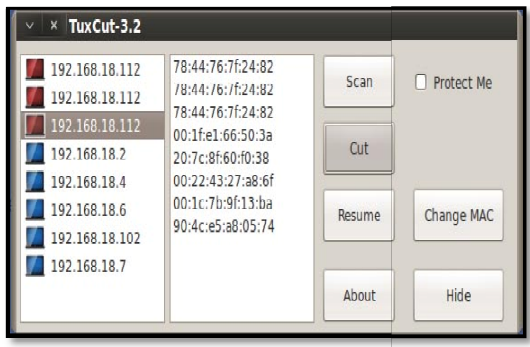 TuxCut-3.2
192.168.18.112
192.168.18.112
192.168.18.112
192.168.18.2
192.168.18.4
192.168.18.6
192.168.18.102
192.168.18.7
78:44:76:7f:24:82
78:44:76:7f:24:82
78:44:76:7f:24:82
00:1f:e1:66:50:3a
20:7c:8f:60:f0:38
00:22:43:27:a8:6f
00:1c:7b:9f:13:ba
90:4c:e5:a8:05:74
Scan
Protect Me
Cut
Resume
Change MAC
About
Hide